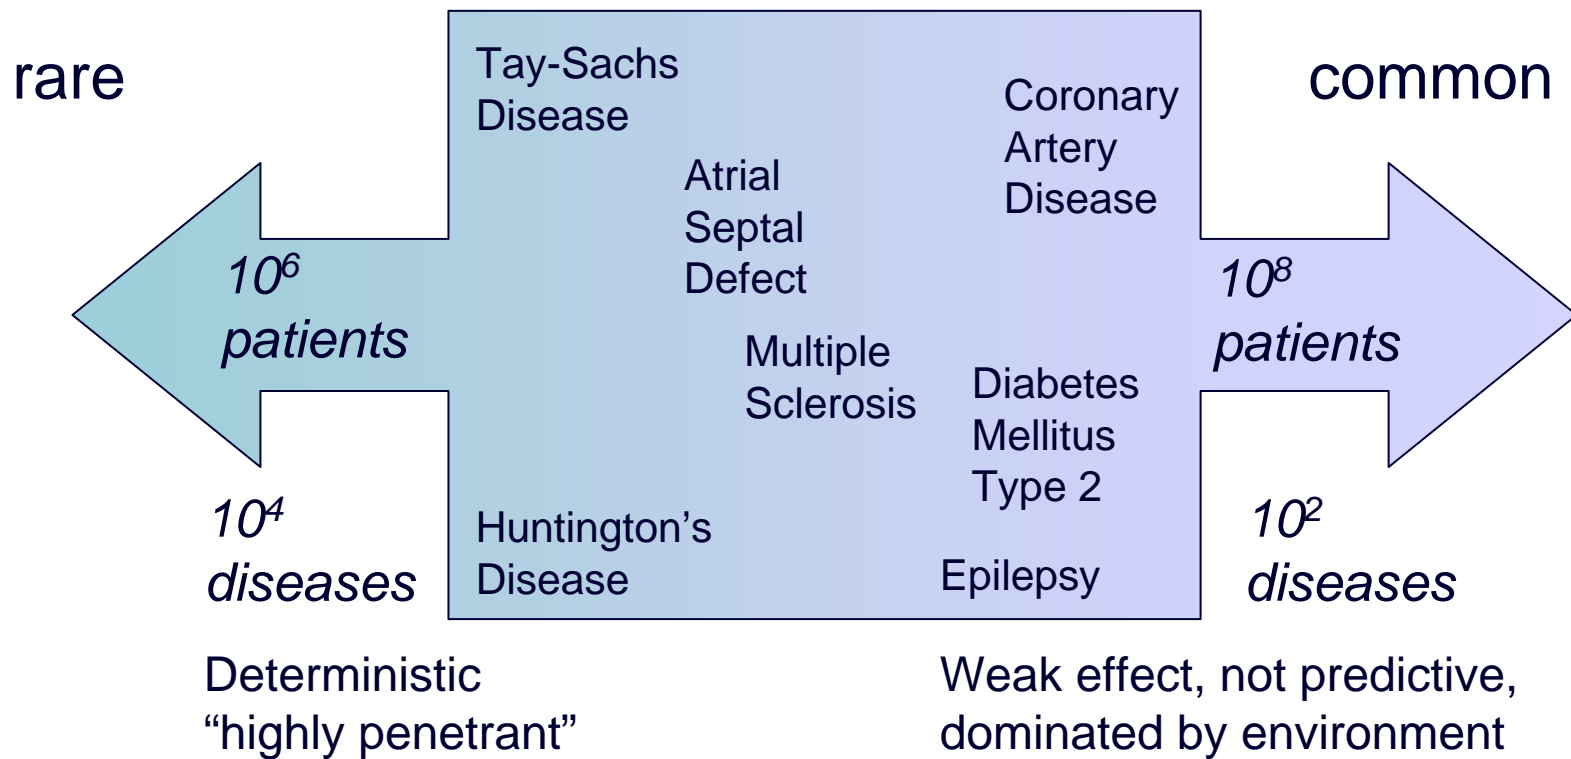 rare
common
Tay-Sachs
Disease
Coronary
Artery
Disease
Atrial
Septal
Defect
10⁶
patients
10⁸
patients
Multiple
Sclerosis
Diabetes
Mellitus
Type 2
10⁴
diseases
Huntington's
Disease
Epilepsy
10²
diseases
Deterministic
“highly penetrant”
Weak effect, not predictive,
dominated by environment